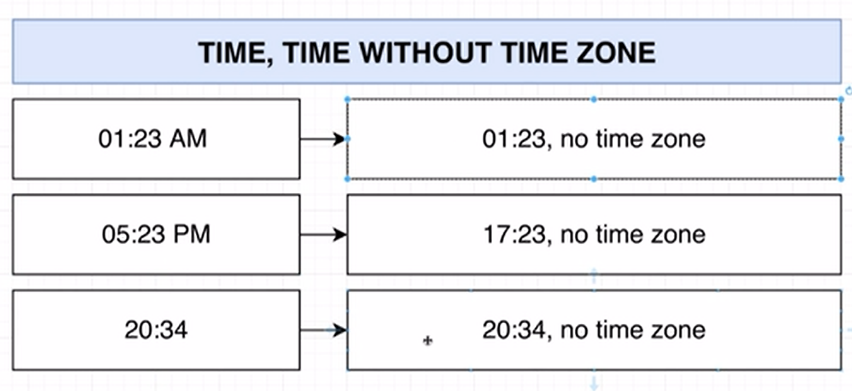 TIME, TIME WITHOUT TIME ZONE
01:23 AM
01:23, no time zone
05:23 PM
17:23, no time zone
20:34
20:34, no time zone